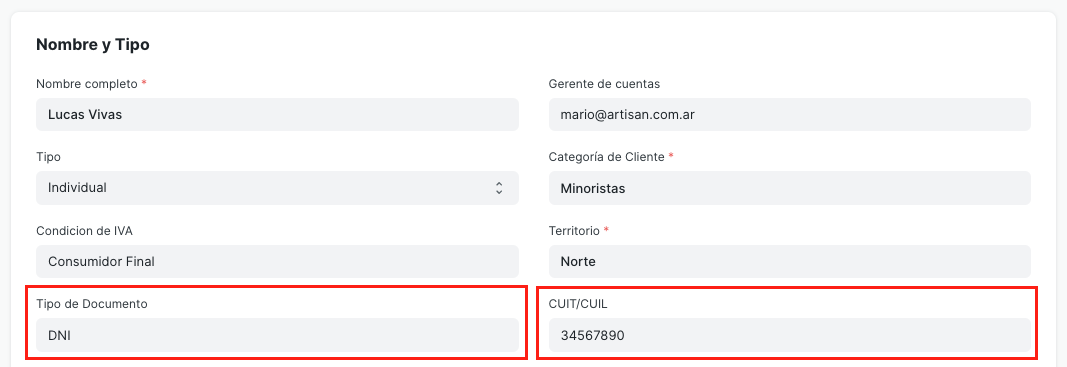 Nombre y Tipo
Nombre completo *
Lucas Vivas
Gerente de cuentas
mario@artisan.com.ar
Tipo
Individual
Categoría de Cliente *
Minoristas
Condicion de IVA
Consumidor Final
Territorio *
Norte
Tipo de Documento
DNI
CUIT/CUIL
34567890